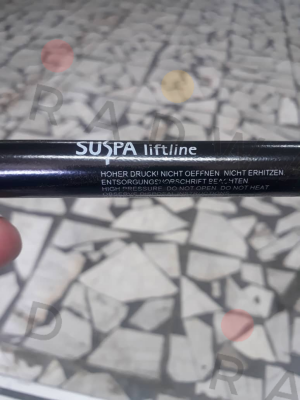 SUSPA liftline
HOHER DRUCK! NICHT OEFFNEN NICHT ERHITZEN
ENTSORGUNGSVORSCHRIFT BEACHTEN
HIGH PRESSURE DO NOT OPEN DO NOT HEAT